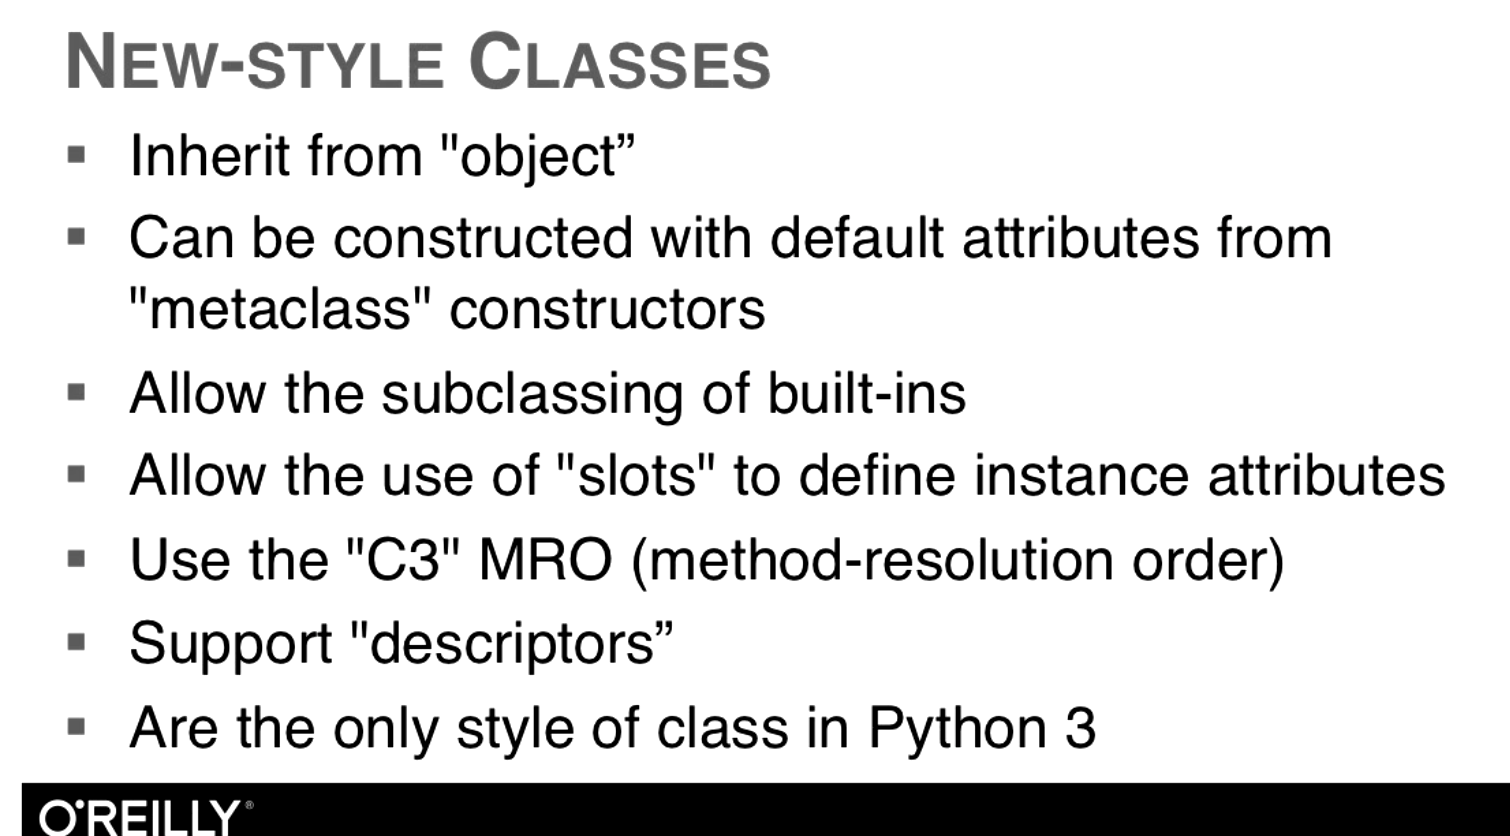 NEW-STYLE CLASSES
▪ Inherit from "object”
▪ Can be constructed with default attributes from
"metaclass" constructors
▪ Allow the subclassing of built-ins
▪ Allow the use of "slots" to define instance attributes
▪ Use the "C3" MRO (method-resolution order)
▪ Support "descriptors”
▪ Are the only style of class in Python 3
O'REILLY®